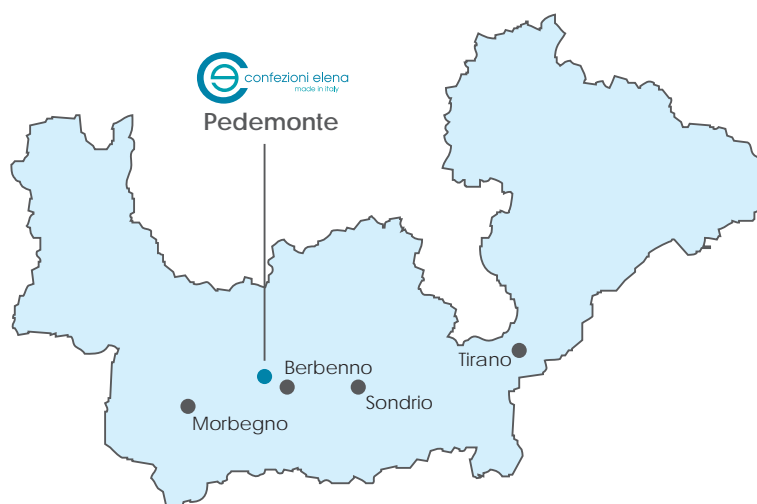 confezioni elena
made in italy
Pedemonte
Berbenno
Tirano
Sondrio
Morbegno